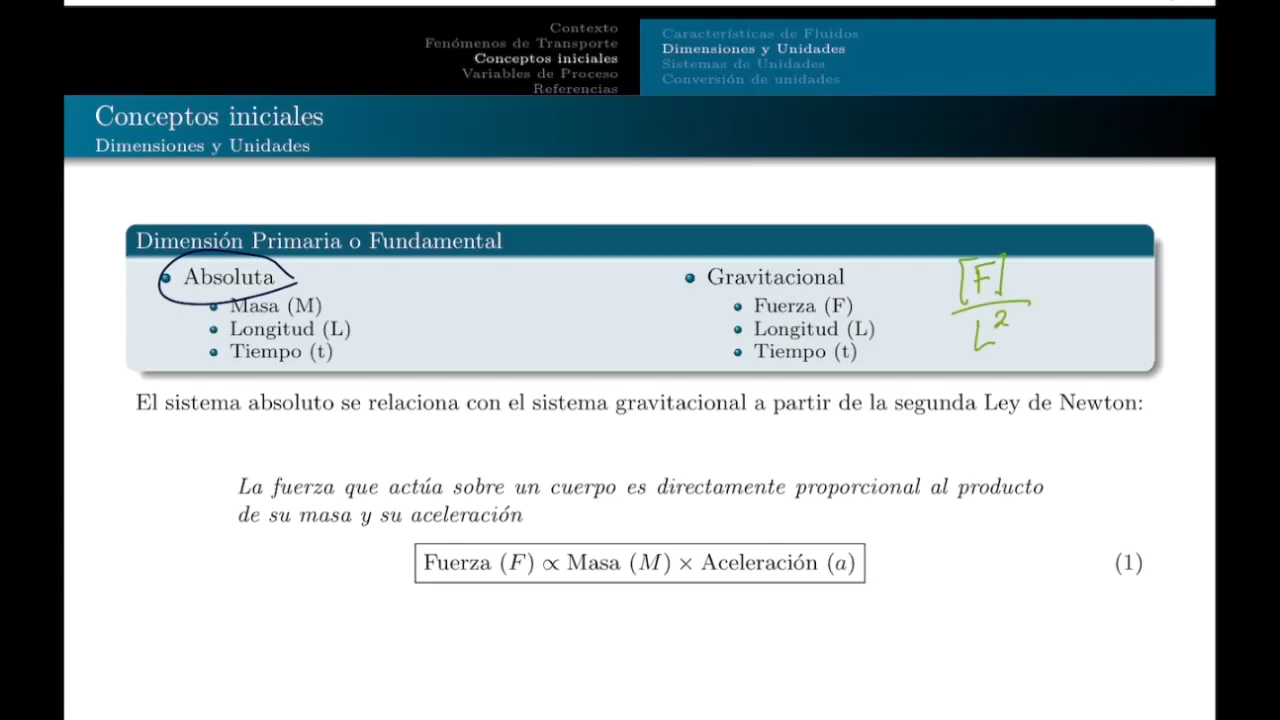 Contexto
Fenómenos de Transporte
Conceptos iniciales
Variables de Proceso
Referencias
Características de Fluidos
Dimensiones y Unidades
Sistemas de Unidades
Conversión de unidades
Conceptos iniciales
Dimensiones y Unidades
Dimensión Primaria o Fundamental
Absoluta
Masa (M)
Longitud (L)
Tiempo (t)
Gravitacional
Fuerza (F)
Longitud (L)
Tiempo (t)
[F]
L²
El sistema absoluto se relaciona con el sistema gravitacional a partir de la segunda Ley de Newton:
La fuerza que actúa sobre un cuerpo es directamente proporcional al producto
de su masa y su aceleración
Fuerza (F) ∝ Masa (M) × Aceleración (a) (1)